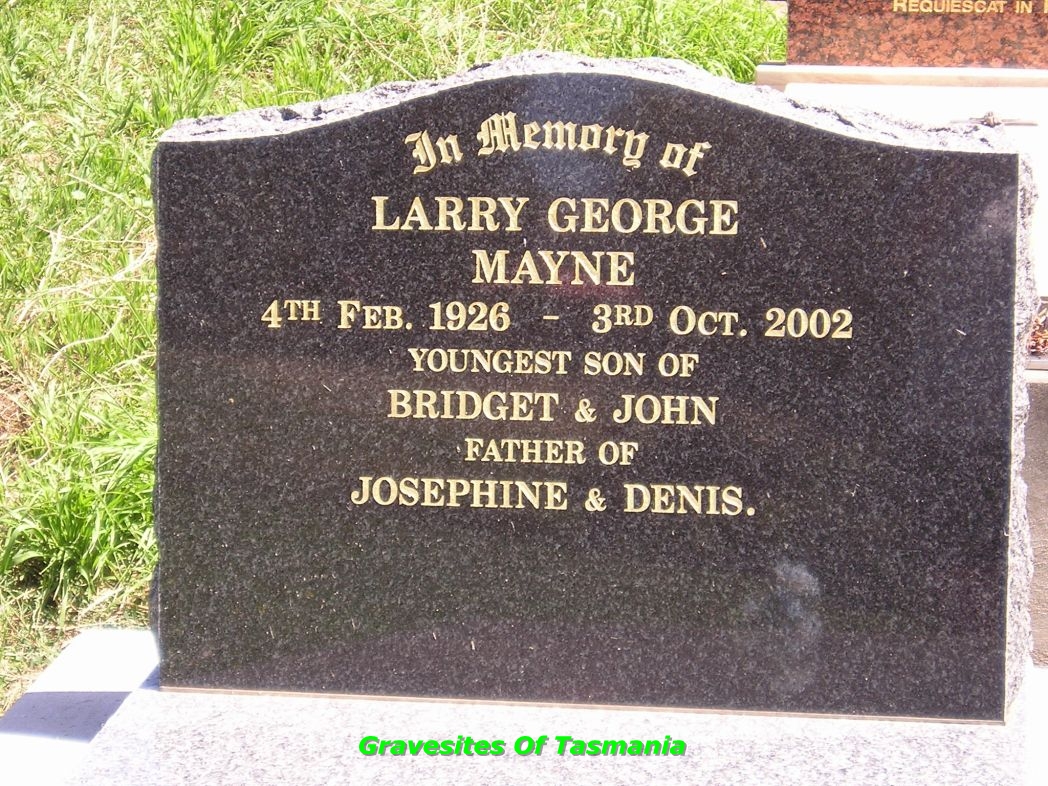 REQUIESCAT IN
In Memory of
LARRY GEORGE
MAYNE
4TH FEB. 1926 - 3RD OCT. 2002
YOUNGEST SON OF
BRIDGET & JOHN
FATHER OF
JOSEPHINE & DENIS.
Gravesites Of Tasmania